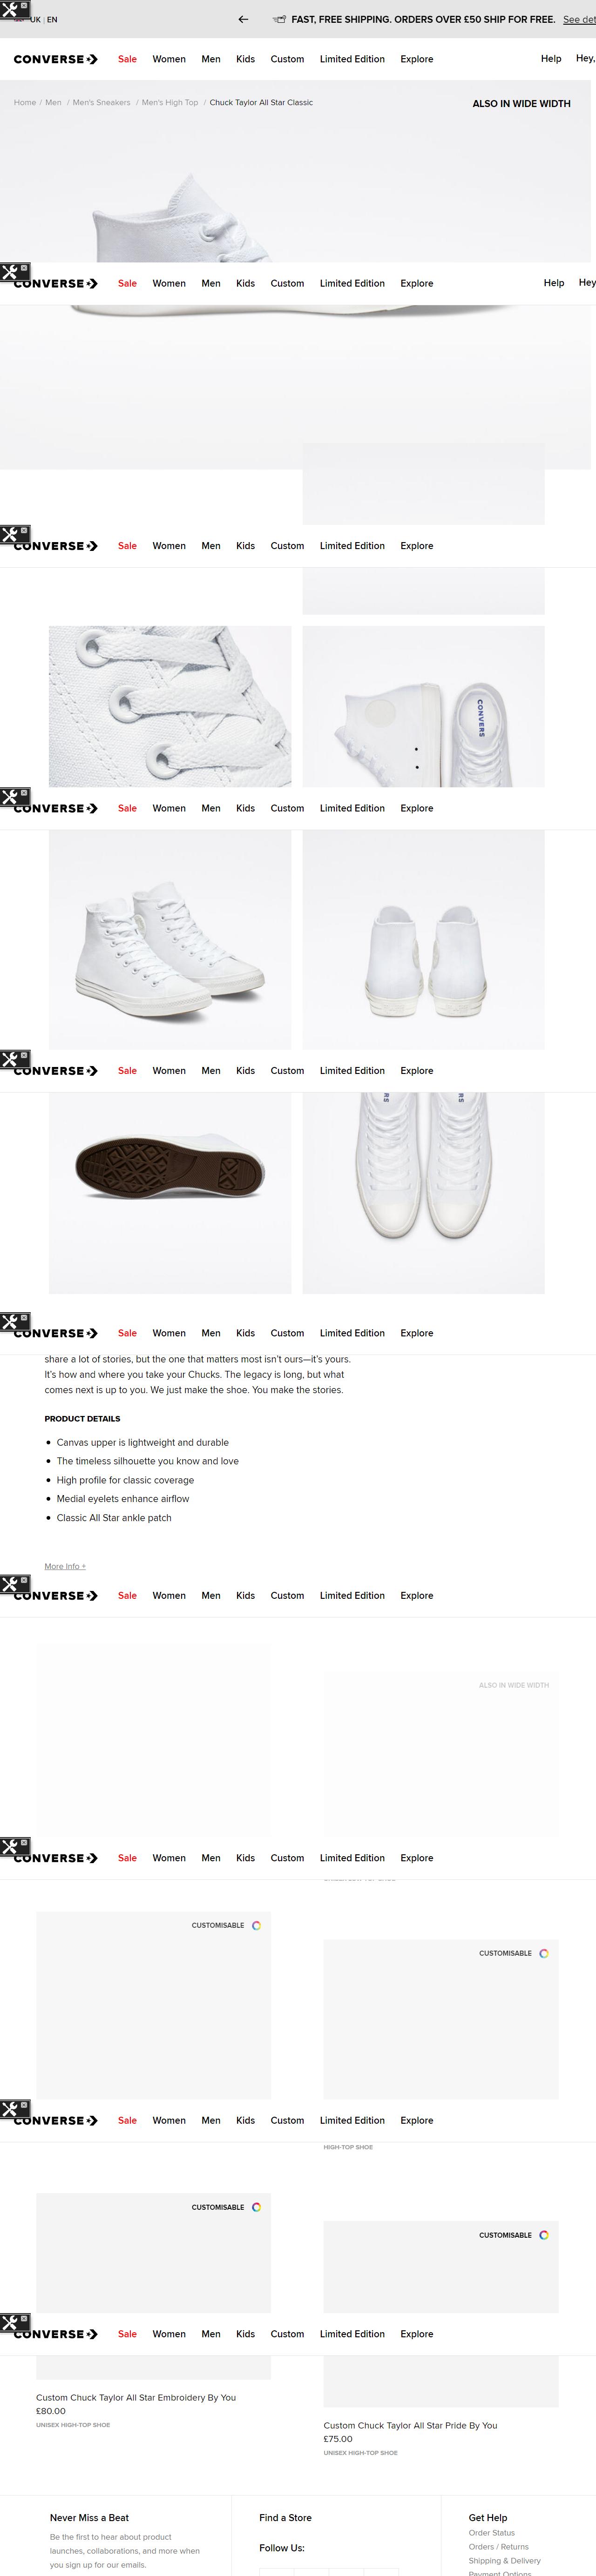 UK | EN
FAST, FREE SHIPPING. ORDERS OVER £50 SHIP FOR FREE. See det
CONVERSE Sale Women Men Kids Custom Limited Edition Explore Help Hey,
Home / Men / Men's Sneakers / Men's High Top / Chuck Taylor All Star Classic
ALSO IN WIDE WIDTH
CONVERSE Sale Women Men Kids Custom Limited Edition Explore Help Hey
CONVERSE Sale Women Men Kids Custom Limited Edition Explore
CONVERS
CONVERSE Sale Women Men Kids Custom Limited Edition Explore
CONVERSE Sale Women Men Kids Custom Limited Edition Explore
CONVERSE Sale Women Men Kids Custom Limited Edition Explore
share a lot of stories, but the one that matters most isn't ours—it's yours.
It's how and where you take your Chucks. The legacy is long, but what
comes next is up to you. We just make the shoe. You make the stories.
PRODUCT DETAILS
Canvas upper is lightweight and durable
The timeless silhouette you know and love
High profile for classic coverage
Medial eyelets enhance airflow
Classic All Star ankle patch
More Info +
CONVERSE Sale Women Men Kids Custom Limited Edition Explore
ALSO IN WIDE WIDTH
CONVERSE Sale Women Men Kids Custom Limited Edition Explore
CUSTOMISABLE
CUSTOMISABLE
CONVERSE Sale Women Men Kids Custom Limited Edition Explore
HIGH-TOP SHOE
CUSTOMISABLE
CUSTOMISABLE
CONVERSE Sale Women Men Kids Custom Limited Edition Explore
Custom Chuck Taylor All Star Embroidery By You
£80.00
UNISEX HIGH-TOP SHOE
Custom Chuck Taylor All Star Pride By You
£75.00
UNISEX HIGH-TOP SHOE
Never Miss a Beat
Be the first to hear about product
launches, collaborations, and more when
you sign up for our emails.
Find a Store
Follow Us:
Get Help
Order Status
Orders / Returns
Shipping & Delivery
Payment Options